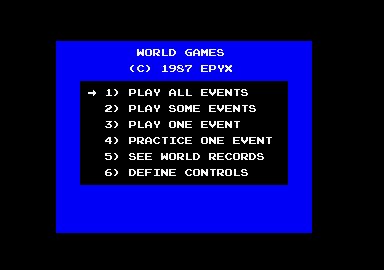 WORLD GAMES
(C) 1987 EPYX
→ 1) PLAY ALL EVENTS
2) PLAY SOME EVENTS
3) PLAY ONE EVENT
4) PRACTICE ONE EVENT
5) SEE WORLD RECORDS
6) DEFINE CONTROLS